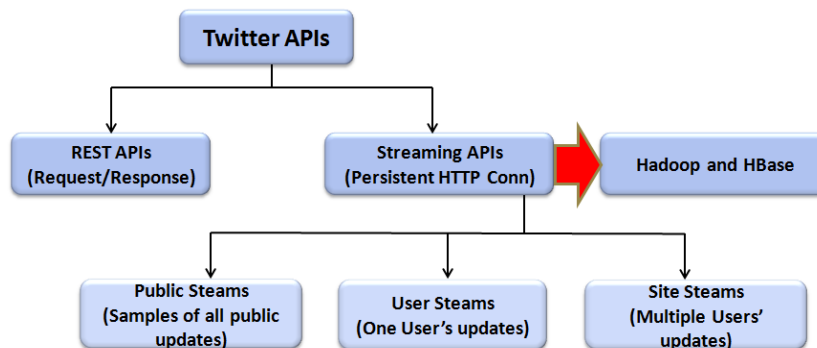 Twitter APIs
REST APIs
(Request/Response)
Streaming APIs
(Persistent HTTP Conn)
Hadoop and HBase
Public Steams
(Samples of all public
updates)
User Steams
(One User's updates)
Site Steams
(Multiple Users'
updates)